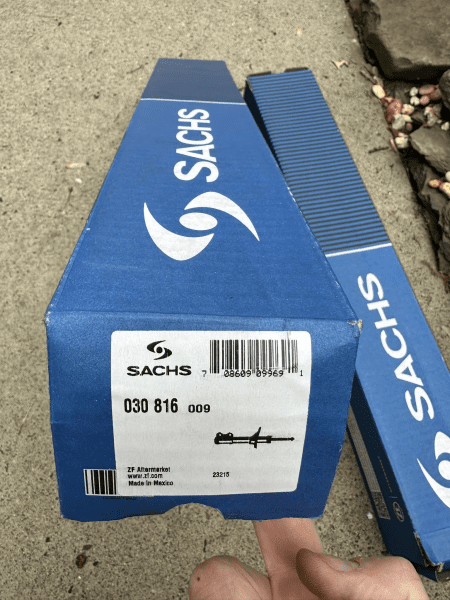 SACHS
SACHS
SACHS
7 08609 09969 1
030 816 009
ZF Aftermarket
www.zf.com
Made in Mexico
23215